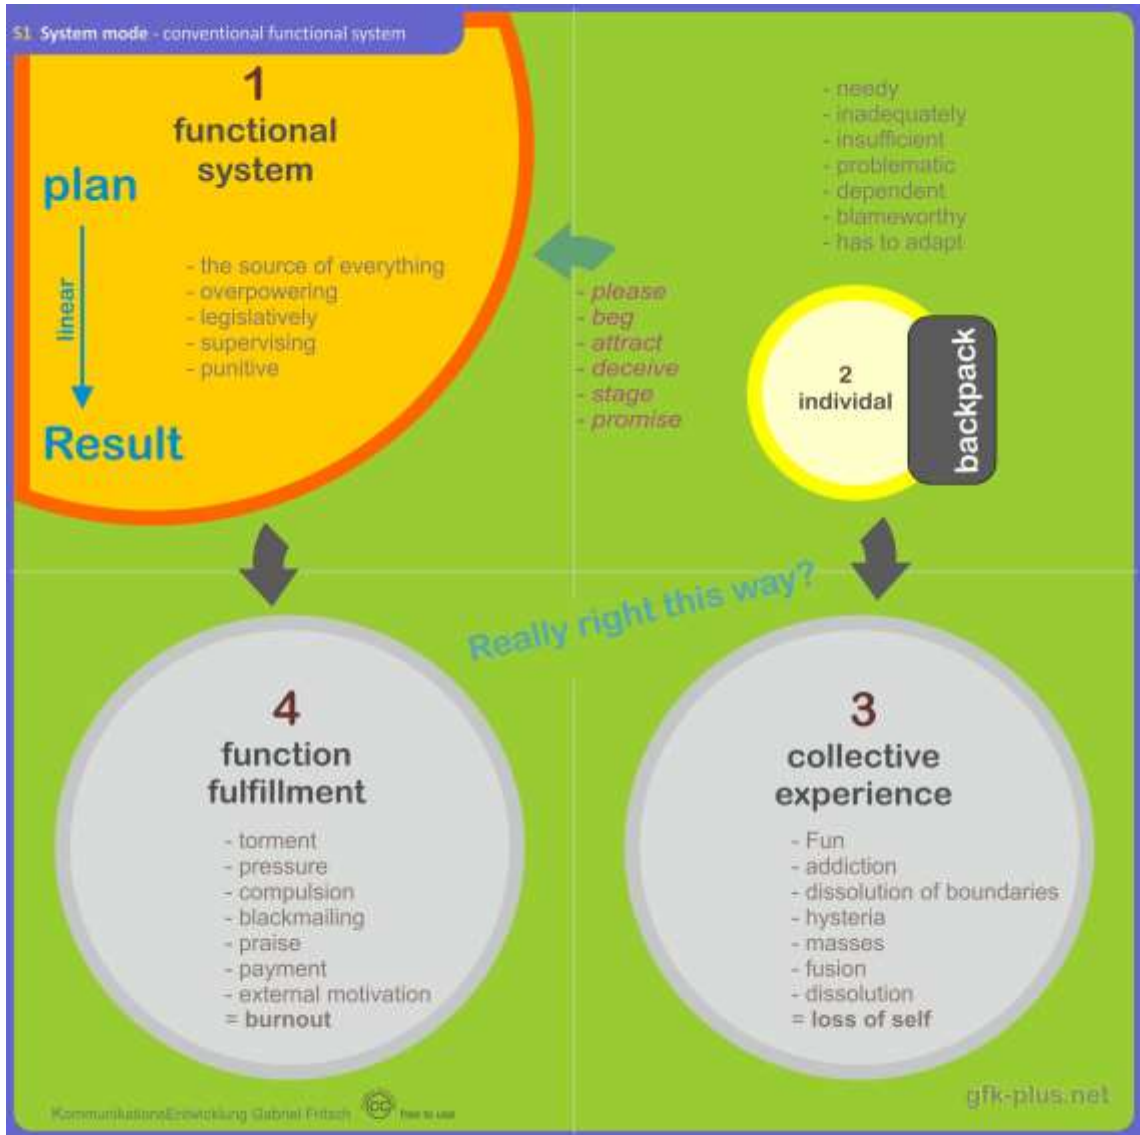 S1 System mode - conventional functional system
1
functional
system
plan
linear
Result
- the source of everything
- overpowering
- legislatively
- supervising
- punitive
- needy
- inadequately
- insufficient
- problematic
- dependent
- blameworthy
- has to adapt
- please
- beg
- attract
- deceive
- stage
- promise
2
individal
backpack
Really right this way?
4
function
fulfillment
- torment
- pressure
- compulsion
- blackmailing
- praise
- payment
- external motivation
= burnout
3
collective
experience
- Fun
- addiction
- dissolution of boundaries
- hysteria
- masses
- fusion
- dissolution
= loss of self
KommunikationsEntwicklung Gabriel Fritsch cc free to use
gfk-plus.net